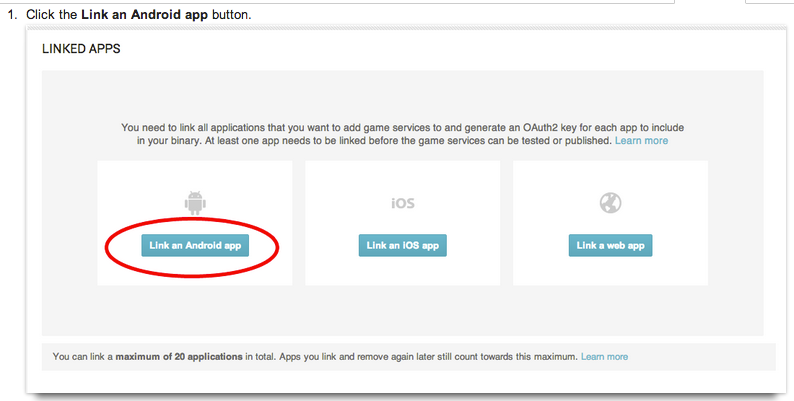 1. Click the Link an Android app button.
LINKED APPS
You need to link all applications that you want to add game services to and generate an OAuth2 key for each app to include
in your binary. At least one app needs to be linked before the game services can be tested or published. Learn more
iOS
Link an Android app
Link an iOS app
Link a web app
You can link a maximum of 20 applications in total. Apps you link and remove again later still count towards this maximum. Learn more